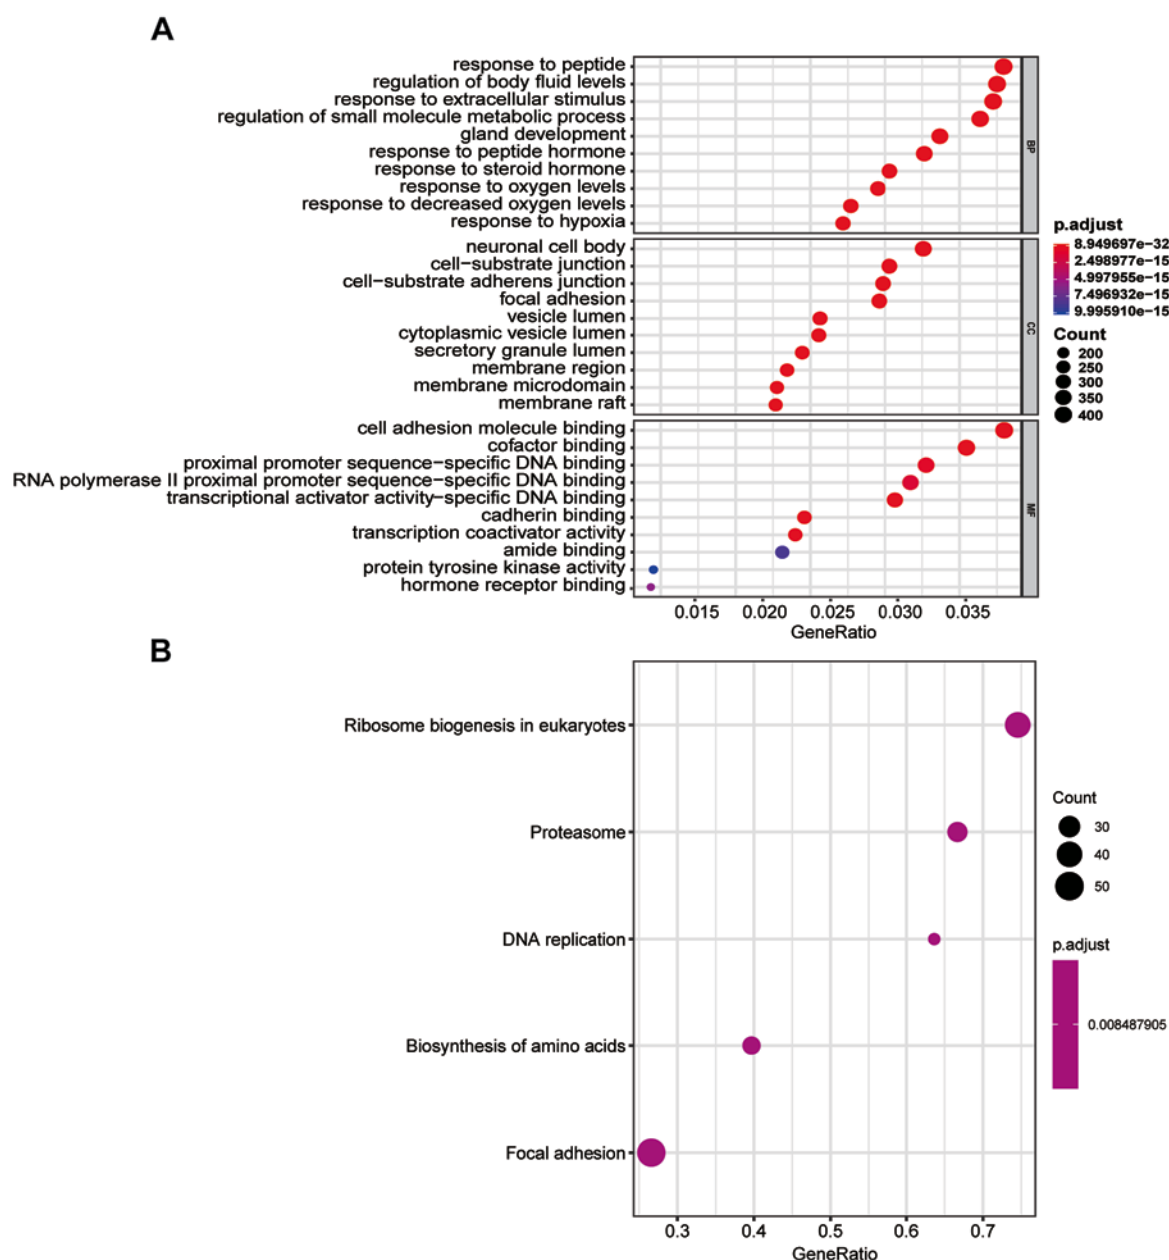 A
response to peptide
regulation of body fluid levels
response to extracellular stimulus
regulation of small molecule metabolic process
gland development
response to peptide hormone
response to steroid hormone
response to oxygen levels
response to decreased oxygen levels
response to hypoxia
BP
neuronal cell body
cell−substrate junction
cell−substrate adherens junction
focal adhesion
vesicle lumen
cytoplasmic vesicle lumen
secretory granule lumen
membrane region
membrane microdomain
membrane raft
CC
cell adhesion molecule binding
cofactor binding
proximal promoter sequence−specific DNA binding
RNA polymerase II proximal promoter sequence−specific DNA binding
transcriptional activator activity−specific DNA binding
cadherin binding
transcription coactivator activity
amide binding
protein tyrosine kinase activity
hormone receptor binding
MF
0.015 0.020 0.025 0.030 0.035
GeneRatio
p.adjust
8.949697e−32
2.498977e−15
4.997955e−15
7.496932e−15
9.995910e−15
Count
200
250
300
350
400
B
Ribosome biogenesis in eukaryotes
Proteasome
DNA replication
Biosynthesis of amino acids
Focal adhesion
0.3 0.4 0.5 0.6 0.7
GeneRatio
Count
30
40
50
p.adjust
0.008487905